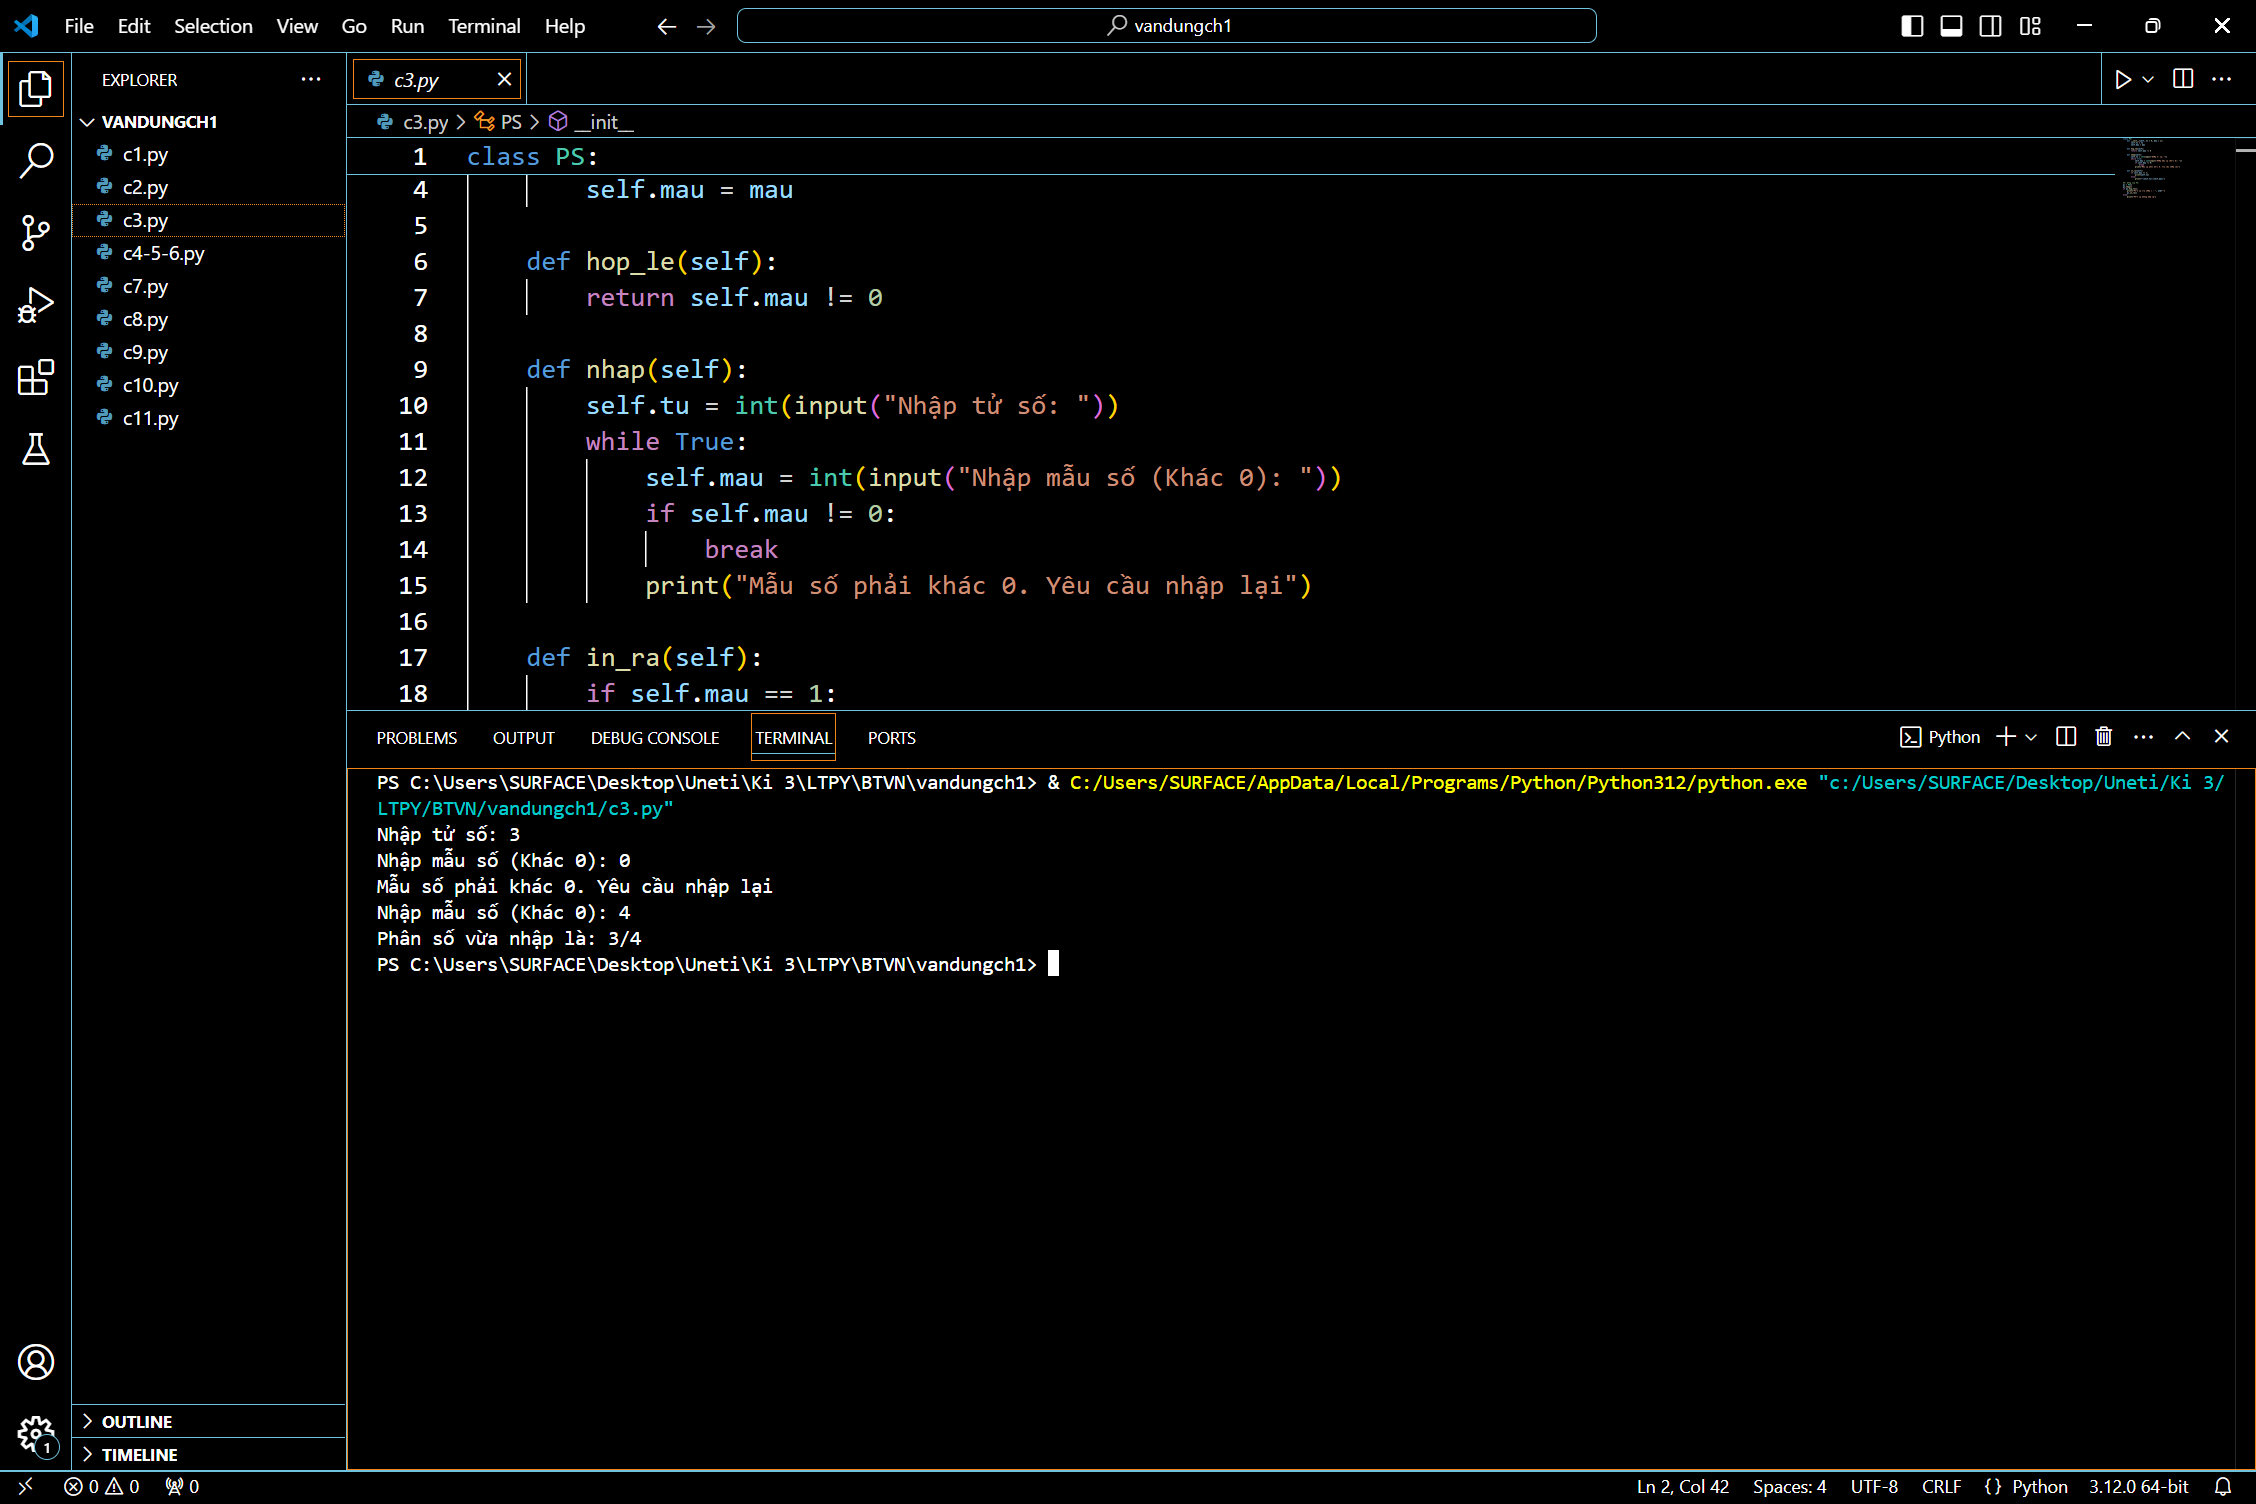 File Edit Selection View Go Run Terminal Help
vandungch1
EXPLORER
VANDUNGCH1
c1.py
c2.py
c3.py
c4-5-6.py
c7.py
c8.py
c9.py
c10.py
c11.py
OUTLINE
TIMELINE
c3.py
c3.py > PS > __init__
1 class PS:
4 self.mau = mau
5
6 def hop_le(self):
7 return self.mau != 0
8
9 def nhap(self):
10 self.tu = int(input("Nhập tử số: "))
11 while True:
12 self.mau = int(input("Nhập mẫu số (Khác 0): "))
13 if self.mau != 0:
14 break
15 print("Mẫu số phải khác 0. Yêu cầu nhập lại")
16
17 def in_ra(self):
18 if self.mau == 1:
PROBLEMS OUTPUT DEBUG CONSOLE TERMINAL PORTS
Python
PS C:\Users\SURFACE\Desktop\Uneti\Ki 3\LTPY\BTVN\vandungch1> & C:/Users/SURFACE/AppData/Local/Programs/Python/Python312/python.exe "c:/Users/SURFACE/Desktop/Uneti/Ki 3/
LTPY/BTVN/vandungch1/c3.py"
Nhập tử số: 3
Nhập mẫu số (Khác 0): 0
Mẫu số phải khác 0. Yêu cầu nhập lại
Nhập mẫu số (Khác 0): 4
Phân số vừa nhập là: 3/4
PS C:\Users\SURFACE\Desktop\Uneti\Ki 3\LTPY\BTVN\vandungch1>
1
0 0 0
Ln 2, Col 42 Spaces: 4 UTF-8 CRLF {} Python 3.12.0 64-bit